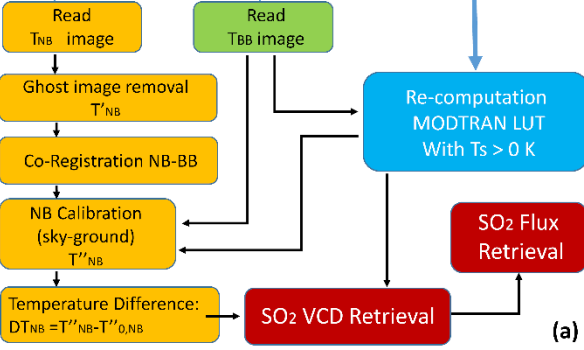 Read
TNB image
Read
TBB image
Ghost image removal
T'NB
Re-computation
MODTRAN LUT
With Ts > 0 K
Co-Registration NB-BB
NB Calibration
(sky-ground)
T''NB
SO2 Flux
Retrieval
Temperature Difference:
DTNB =T''NB-T''0,NB
SO2 VCD Retrieval
(a)